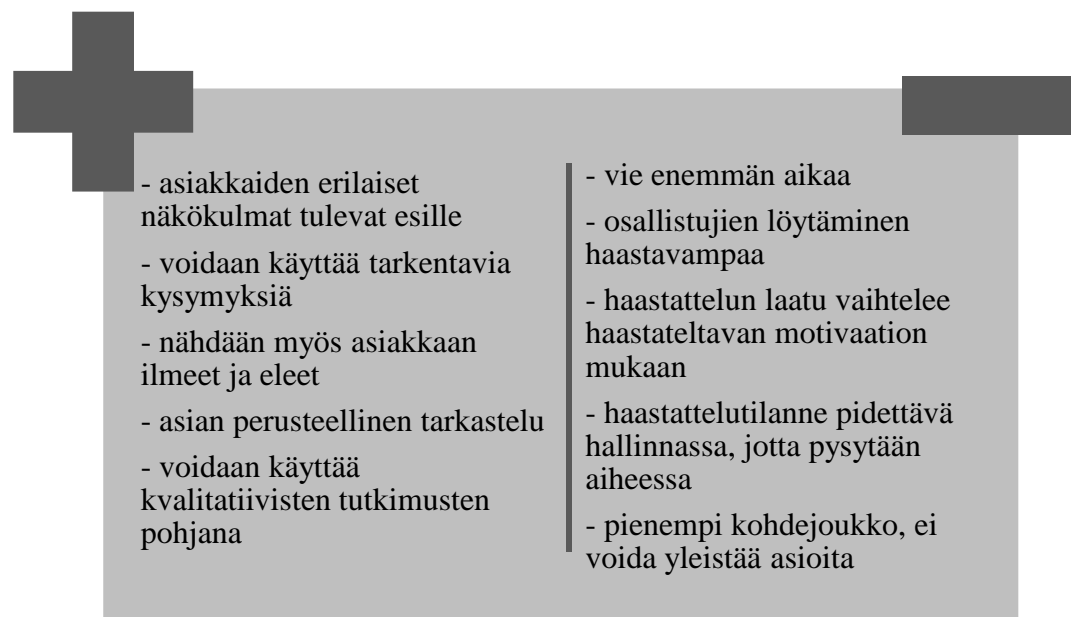 - asiakkaiden erilaiset
näkökulmat tulevat esille
- voidaan käyttää tarkentavia
kysymyksiä
- nähdään myös asiakkaan
ilmeet ja eleet
- asian perusteellinen tarkastelu
- voidaan käyttää
kvalitatiivisten tutkimusten
pohjana
- vie enemmän aikaa
- osallistujien löytäminen
haastavampaa
- haastattelun laatu vaihtelee
haastateltavan motivaation
mukaan
- haastattelutilanne pidettävä
hallinnassa, jotta pysytään
aiheessa
- pienempi kohdejoukko, ei
voida yleistää asioita